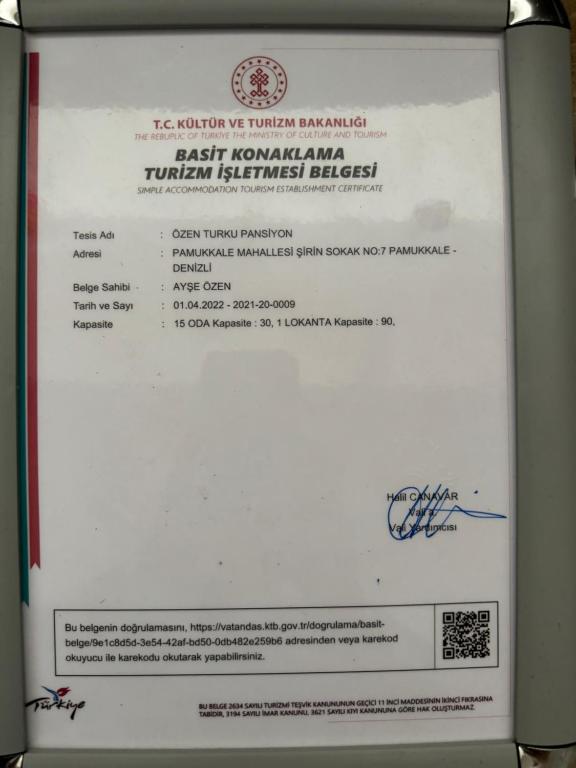 T.C. KÜLTÜR VE TURİZM BAKANLIĞI
THE REBUPLIC OF TÜRKİYE THE MINISTRY OF CULTURE AND TOURISM
BASİT KONAKLAMA
TURİZM İŞLETMESİ BELGESİ
SIMPLE ACCOMMODATION TOURISM ESTABLISHMENT CERTIFICATE
Tesis Adı : ÖZEN TURKU PANSİYON
Adresi : PAMUKKALE MAHALLESİ ŞİRİN SOKAK NO:7 PAMUKKALE -
DENİZLİ
Belge Sahibi : AYŞE ÖZEN
Tarih ve Sayı : 01.04.2022 - 2021-20-0009
Kapasite : 15 ODA Kapasite : 30, 1 LOKANTA Kapasite : 90,
Halil CANAVAR
Vali a.
Vali Yardımcısı
Bu belgenin doğrulamasını, https://vatandas.ktb.gov.tr/dogrulama/basit-
belge/9e1c8d5d-3e54-42af-bd50-0db482e259b6 adresinden veya karekod
okuyucu ile karekodu okutarak yapabilirsiniz.
Türkiye
BU BELGE 2634 SAYILI TURİZMİ TEŞVİK KANUNUNUN GEÇİCİ 11 İNCİ MADDESİNİN İKİNCİ FIKRASINA
TABİDİR, 3194 SAYILI İMAR KANUNU, 3621 SAYILI KIYI KANUNUNA GÖRE HAK OLUŞTURMAZ.